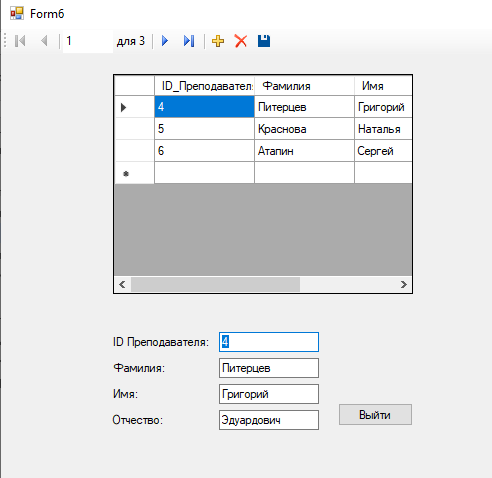 Form6
1 для 3
ID_Преподавателя Фамилия Имя
4 Питерцев Григорий
5 Краснова Наталья
6 Атапин Сергей
ID Преподавателя: 4
Фамилия: Питерцев
Имя: Григорий
Отчество: Эдуардович
Выйти